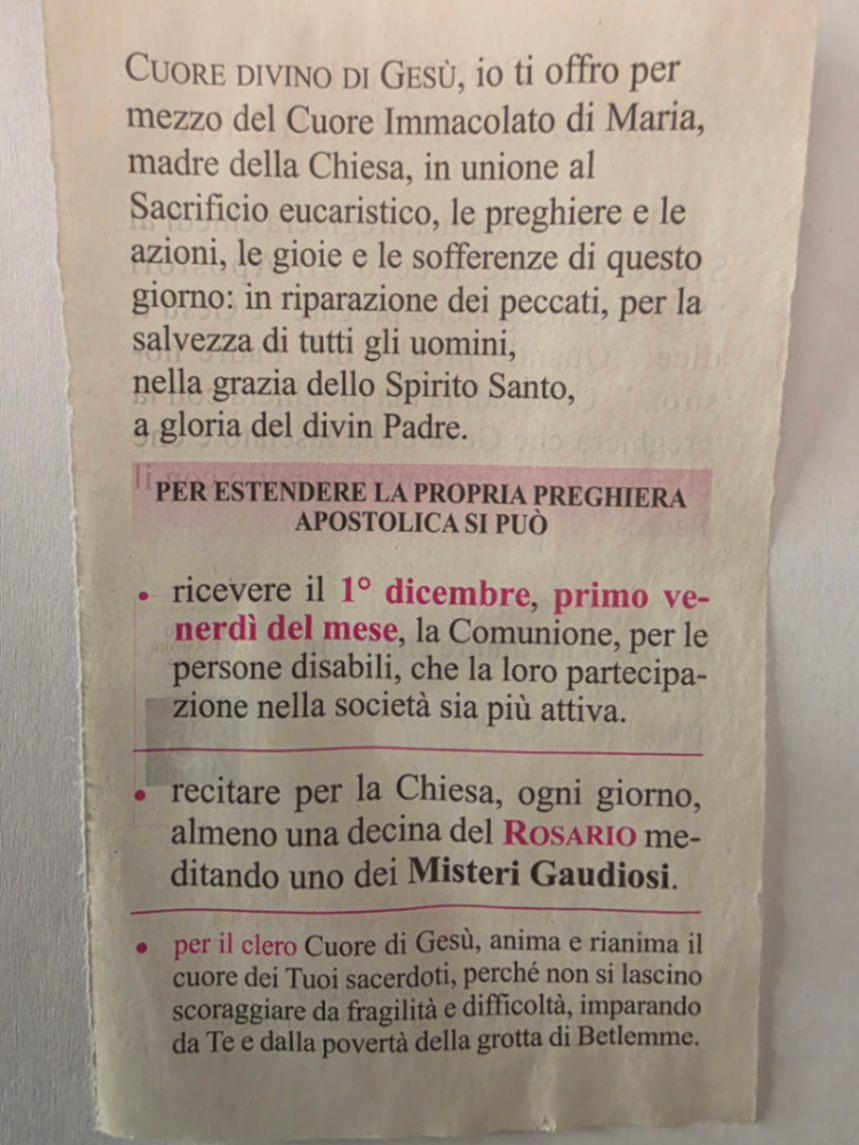 CUORE DIVINO DI GESÙ, io ti offro per
mezzo del Cuore Immacolato di Maria,
madre della Chiesa, in unione al
Sacrificio eucaristico, le preghiere e le
azioni, le gioie e le sofferenze di questo
giorno: in riparazione dei peccati, per la
salvezza di tutti gli uomini,
nella grazia dello Spirito Santo,
a gloria del divin Padre.
PER ESTENDERE LA PROPRIA PREGHIERA
APOSTOLICA SI PUÒ
• ricevere il 1° dicembre, primo ve-
nerdì del mese, la Comunione, per le
persone disabili, che la loro partecipa-
zione nella società sia più attiva.
• recitare per la Chiesa, ogni giorno,
almeno una decina del ROSARIO me-
ditando uno dei Misteri Gaudiosi.
• per il clero Cuore di Gesù, anima e rianima il
cuore dei Tuoi sacerdoti, perché non si lascino
scoraggiare da fragilità e difficoltà, imparando
da Te e dalla povertà della grotta di Betlemme.